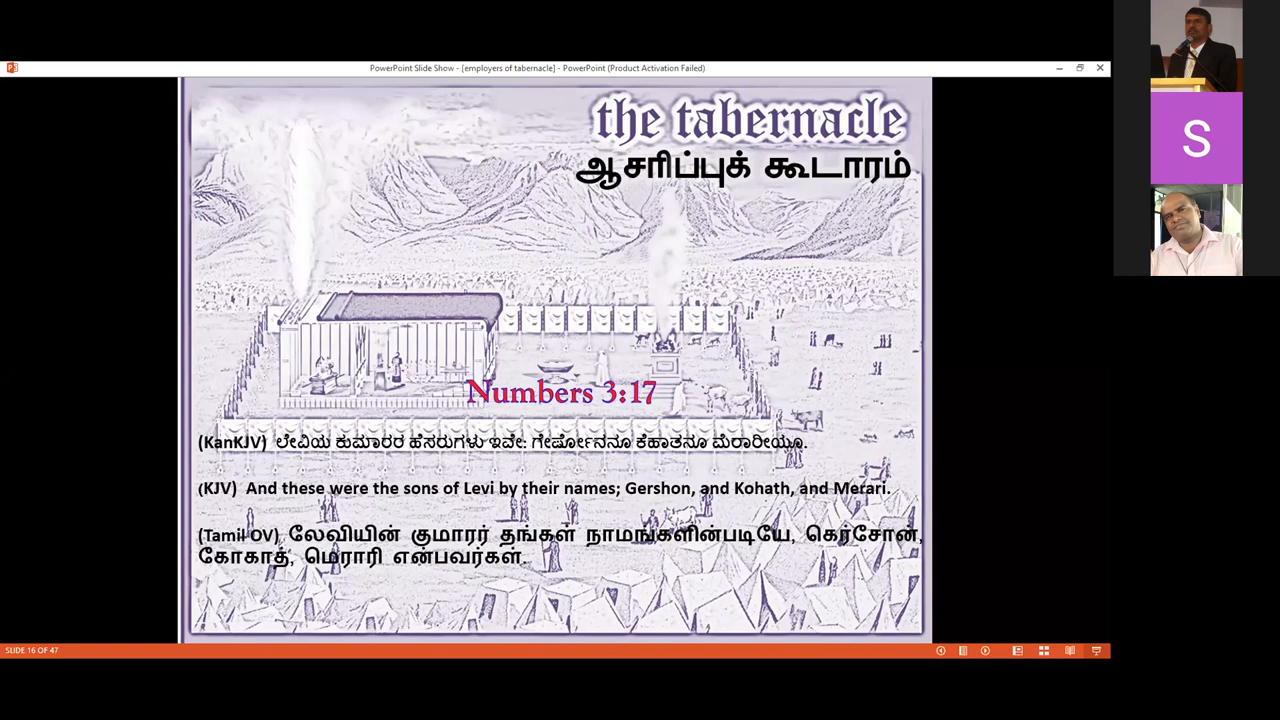 PowerPoint Slide Show - [employers of tabernacle] - PowerPoint (Product Activation Failed)
the tabernacle
ஆசரிப்புக் கூடாரம்
S
Numbers 3:17
(KanKJV) ಲೇವಿಯ ಕುಮಾರರ ಹೆಸರುಗಳು ಇವೇ: ಗೇರ್ಷೋನನೂ ಕೆಹಾತನೂ ಮೆರಾರೀಯೂ.
(KJV) And these were the sons of Levi by their names; Gershon, and Kohath, and Merari.
(Tamil OV) லேவியின் குமாரர் தங்கள் நாமங்களின்படியே, கெர்சோன்,
கோகாத், மெராரி என்பவர்கள்.
SLIDE 16 OF 47